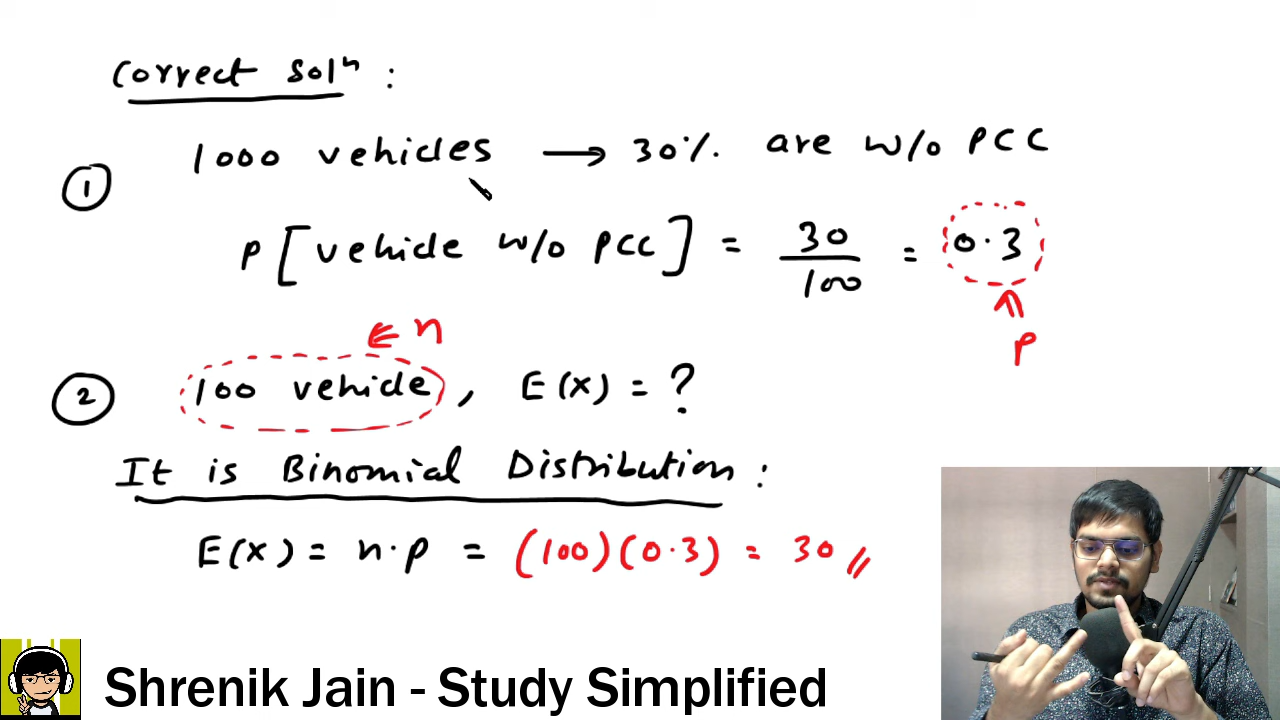 Correct Solⁿ :
① 1000 vehicles → 30% are w/o PCC
P [vehicle w/o PCC] = 30/100 = 0.3
↑
P
← n
② 100 vehicle, E(X) = ?
It is Binomial Distribution :
E(X) = n·p = (100)(0.3) = 30 //
Shrenik Jain - Study Simplified